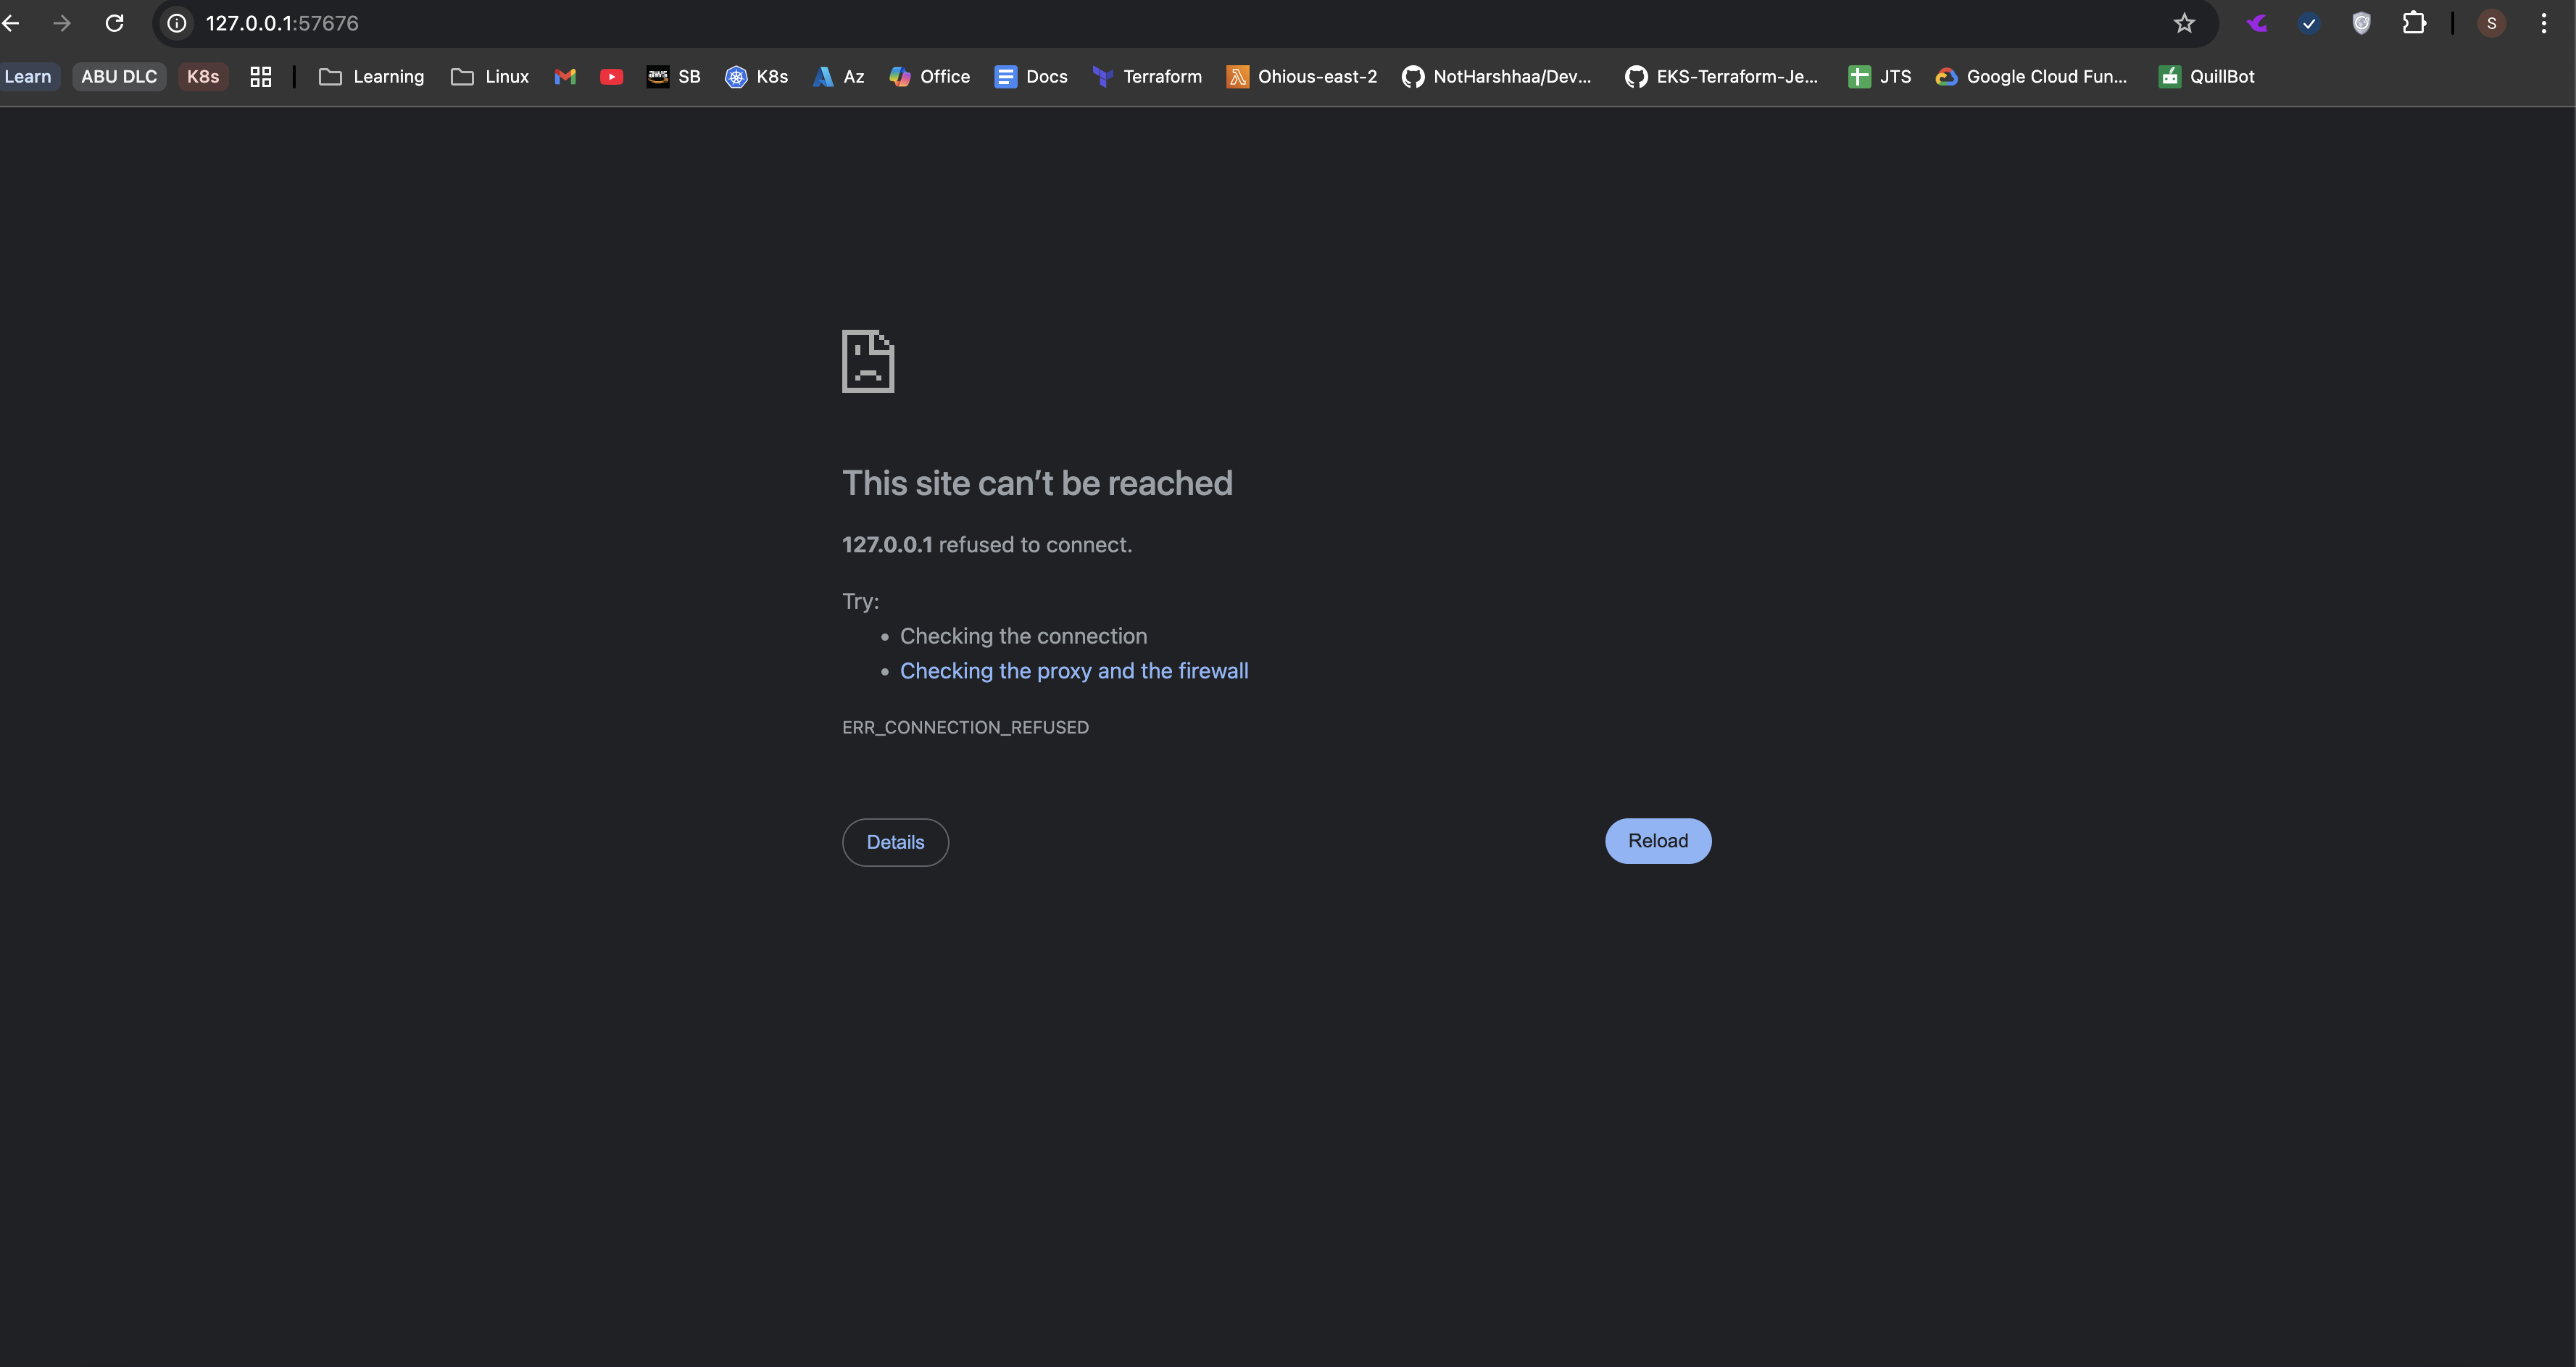 127.0.0.1:57676
S
Learn ABU DLC K8s Learning Linux aws SB K8s Az Office Docs Terraform Ohious-east-2 NotHarshhaa/Dev... EKS-Terraform-Je... JTS Google Cloud Fun... QuillBot
This site can’t be reached
127.0.0.1 refused to connect.
Try:
• Checking the connection
• Checking the proxy and the firewall
ERR_CONNECTION_REFUSED
Details Reload